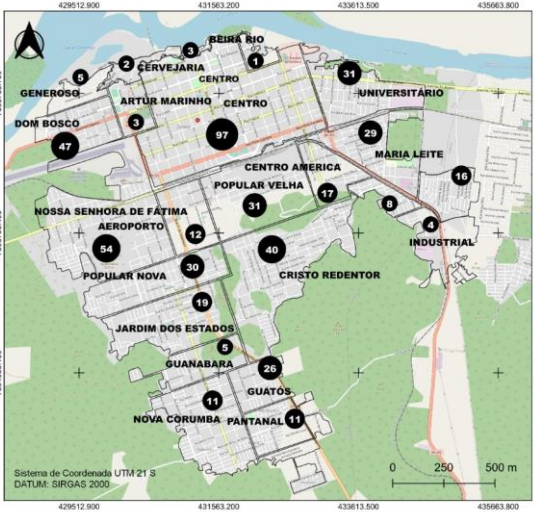 429512.900 431563.200 433613.500 435663.800
BEIRA RIO
3
1
2
CERVEJARIA
5
CENTRO
31
GENEROSO
ARTUR MARINHO
CENTRO
UNIVERSITÁRIO
DOM BOSCO
3
97
29
47
MARIA LEITE
CENTRO AMERICA
16
POPULAR VELHA
17
8
NOSSA SENHORA DE FÁTIMA
31
AEROPORTO
12
4
54
40
INDUSTRIAL
30
POPULAR NOVA
CRISTO REDENTOR
19
JARDIM DOS ESTADOS
5
GUANABARA
26
GUATÓS
11
NOVA CORUMBA
PANTANAL
11
Sistema de Coordenada UTM 21 S
DATUM: SIRGAS 2000
0 250 500 m
429512.900 431563.200 433613.500 435663.800